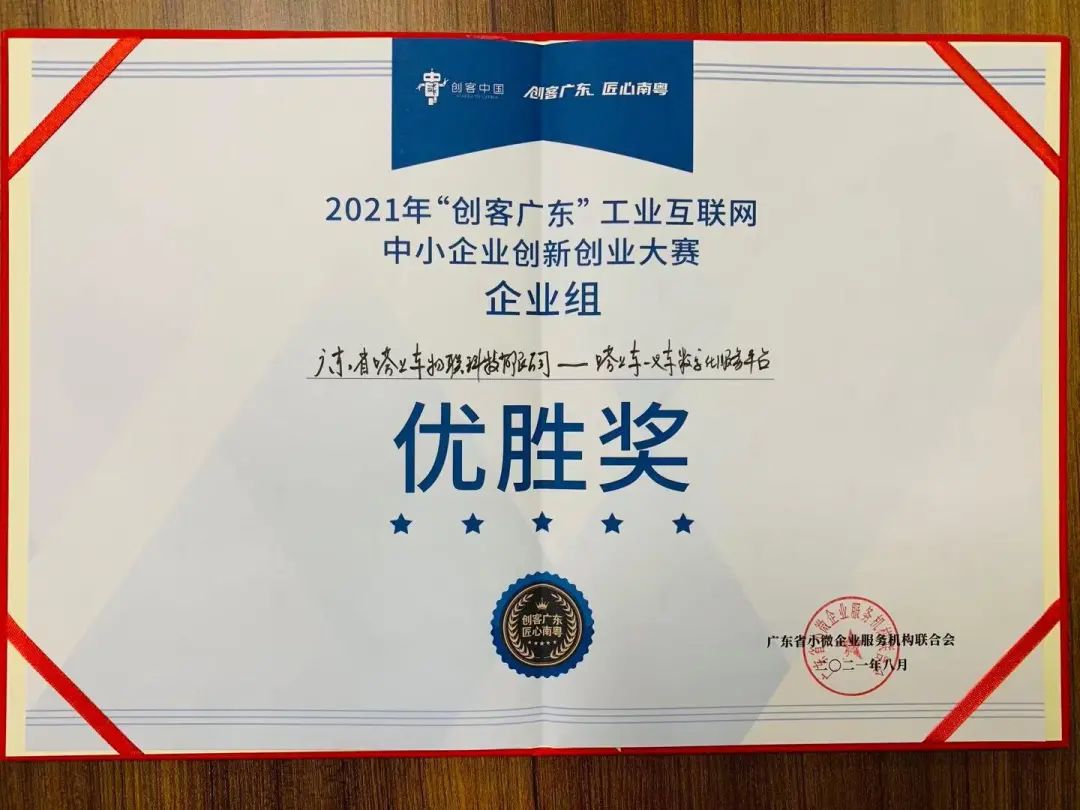 创客中国 创客广东 匠心南粤
2021年“创客广东”工业互联网
中小企业创新创业大赛
企业组
广东省嗒上车物联科技有限公司——嗒上车一父车数字化服务平台
优胜奖
创客广东
匠心南粤
广东省小微企业服务机构联合会
二〇二一年八月